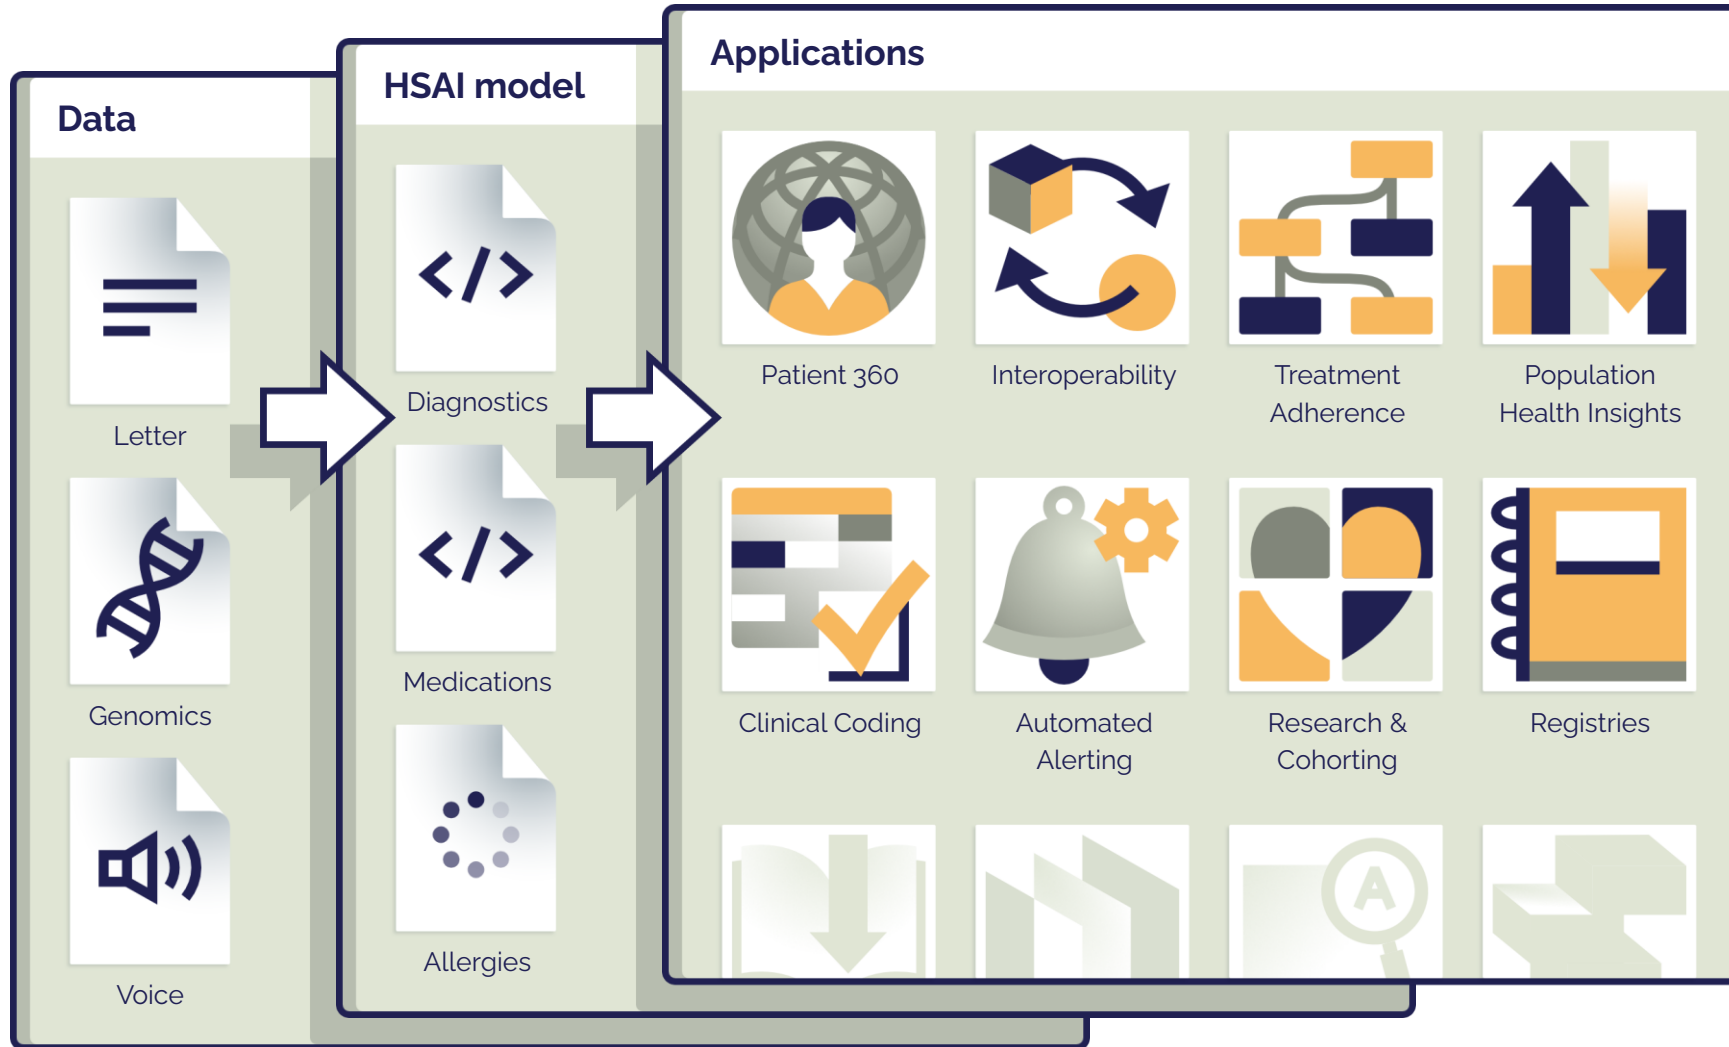 Data
Letter
Genomics
Voice
HSAI model
</>
Diagnostics
</>
Medications
Allergies
Applications
Patient 360
Interoperability
Treatment
Adherence
Population
Health Insights
Clinical Coding
Automated
Alerting
Research &
Cohorting
Registries
A